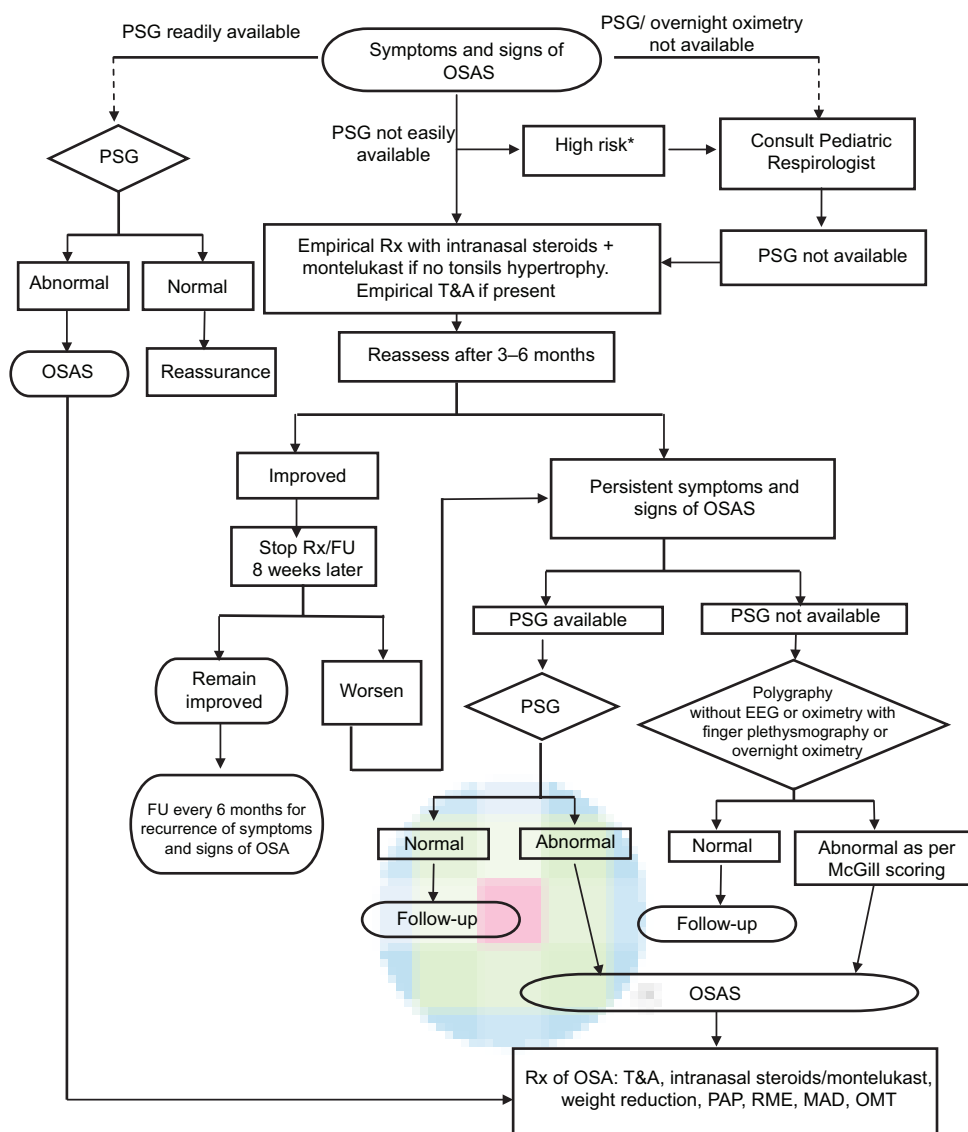 PSG readily available
Symptoms and signs of
OSAS
PSG/ overnight oximetry
not available
PSG not easily
available
PSG
High risk*
Consult Pediatric
Respirologist
Abnormal
Normal
Empirical Rx with intranasal steroids +
montelukast if no tonsils hypertrophy.
Empirical T&A if present
PSG not available
OSAS
Reassurance
Reassess after 3–6 months
Improved
Persistent symptoms and
signs of OSAS
Stop Rx/FU
8 weeks later
PSG available
PSG not available
Remain
improved
Worsen
PSG
Polygraphy
without EEG or oximetry with
finger plethysmography or
overnight oximetry
FU every 6 months for
recurrence of symptoms
and signs of OSA
Normal
Abnormal
Normal
Abnormal as per
McGill scoring
Follow-up
Follow-up
OSAS
Rx of OSA: T&A, intranasal steroids/montelukast,
weight reduction, PAP, RME, MAD, OMT